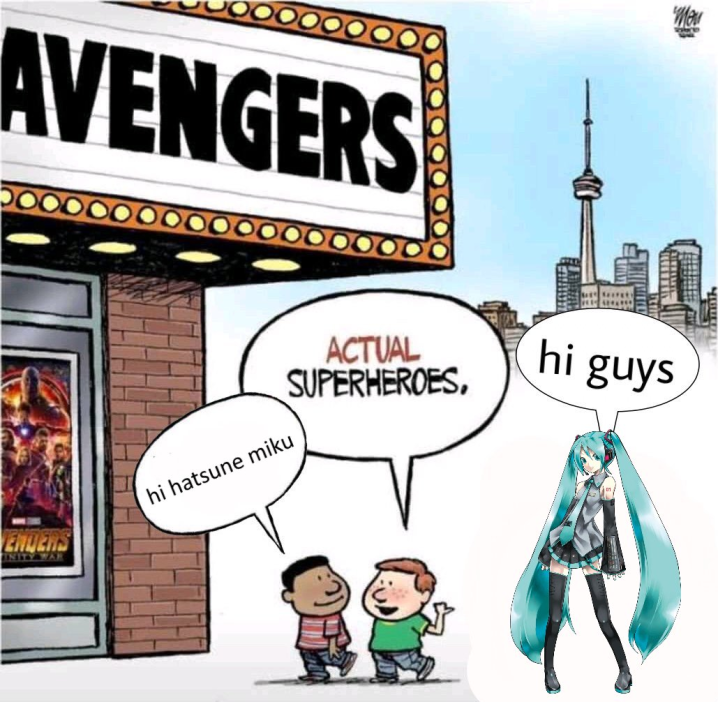 AVENGERS
ACTUAL
SUPERHEROES.
hi guys
hi hatsune miku